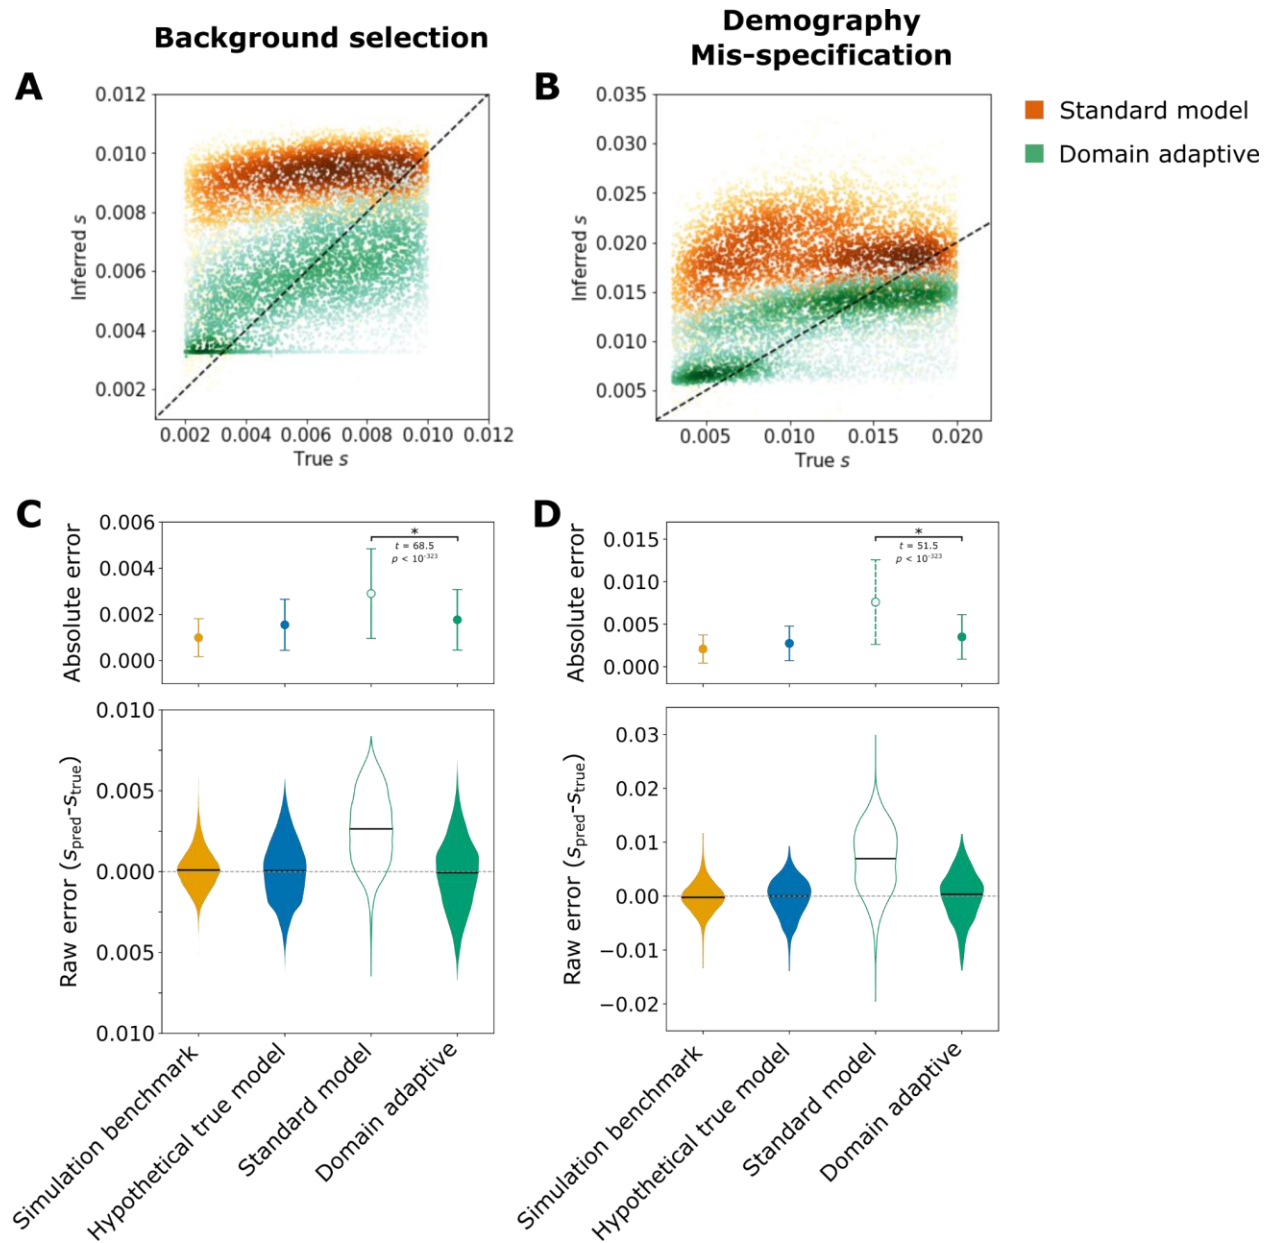 Background selection
Demography
Mis-specification
A
B
Standard model
Domain adaptive
0.012
0.010
0.008
0.006
0.004
0.002
Inferred s
0.002 0.004 0.006 0.008 0.010 0.012
True s
0.035
0.030
0.025
0.020
0.015
0.010
0.005
Inferred s
0.005 0.010 0.015 0.020
True s
C
0.006
0.004
0.002
0.000
Absolute error
*
t = 68.5
p < 10^-323
D
0.015
0.010
0.005
0.000
Absolute error
*
t = 51.5
p < 10^-323
0.010
0.005
0.000
0.005
0.010
Raw error (spred-strue)
Simulation benchmark
Hypothetical true model
Standard model
Domain adaptive
0.03
0.02
0.01
0.00
−0.01
−0.02
Raw error (spred-strue)
Simulation benchmark
Hypothetical true model
Standard model
Domain adaptive